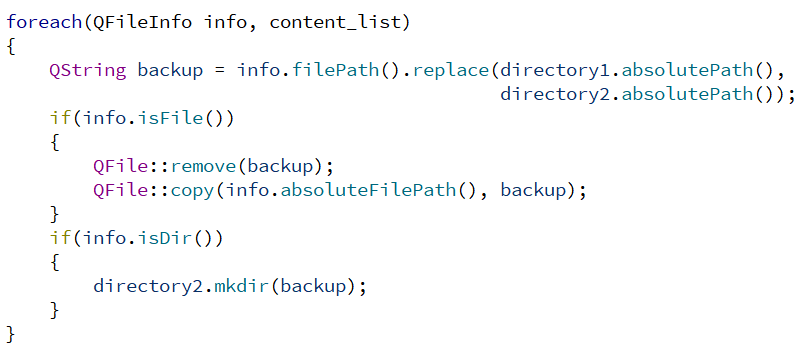 foreach(QFileInfo info, content_list)
{
    QString backup = info.filePath().replace(directory1.absolutePath(),
                                             directory2.absolutePath());
    if(info.isFile())
    {
        QFile::remove(backup);
        QFile::copy(info.absoluteFilePath(), backup);
    }
    if(info.isDir())
    {
        directory2.mkdir(backup);
    }
}